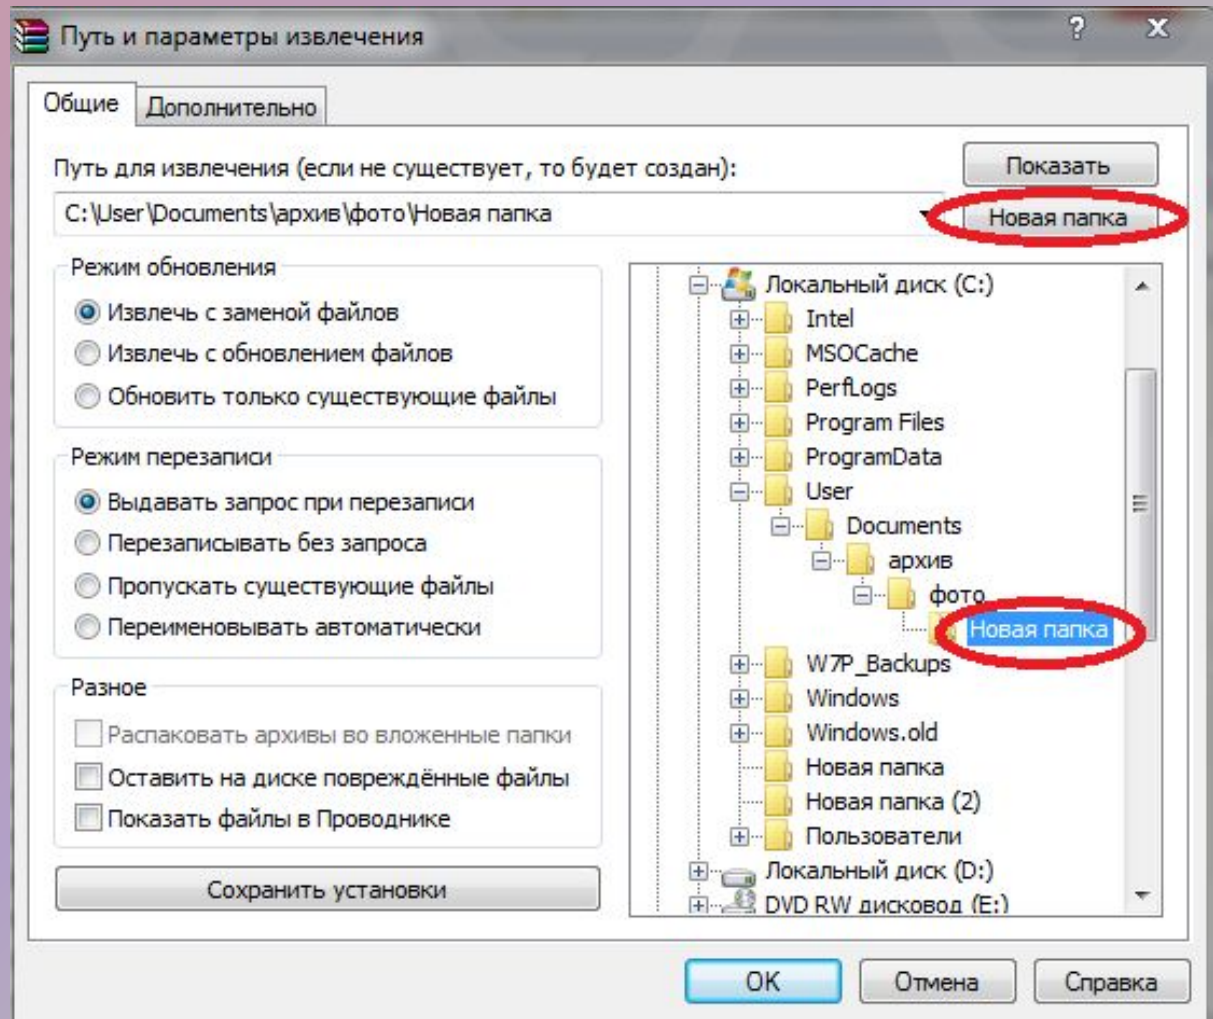 Путь и параметры извлечения
?
X
Общие
Дополнительно
Путь для извлечения (если не существует, то будет создан):
Показать
C:\User\Documents\архив\фото\Новая папка
Новая папка
Режим обновления
Извлечь с заменой файлов
Извлечь с обновлением файлов
Обновить только существующие файлы
Режим перезаписи
Выдавать запрос при перезаписи
Перезаписывать без запроса
Пропускать существующие файлы
Переименовывать автоматически
Разное
Распаковать архивы во вложенные папки
Оставить на диске повреждённые файлы
Показать файлы в Проводнике
Сохранить установки
Локальный диск (C:)
Intel
MSOCache
PerfLogs
Program Files
ProgramData
User
Documents
архив
фото
Новая папка
W7P_Backups
Windows
Windows.old
Новая папка
Новая папка (2)
Пользователи
Локальный диск (D:)
DVD RW дисковод (E:)
OK
Отмена
Справка